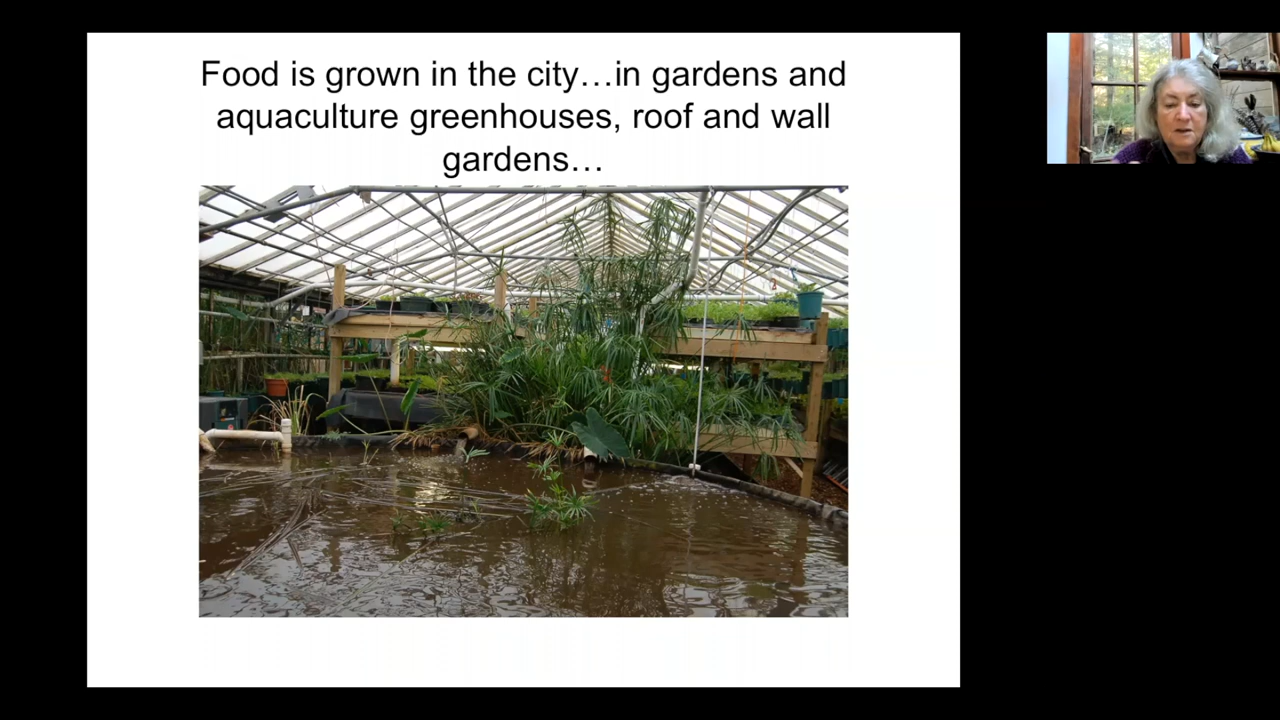 Food is grown in the city…in gardens and
aquaculture greenhouses, roof and wall
gardens…